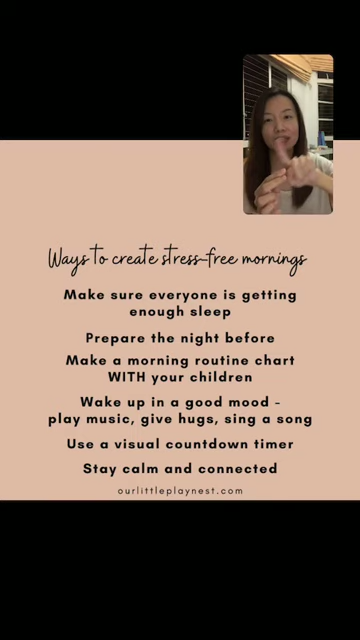 Ways to create stress-free mornings
Make sure everyone is getting
enough sleep
Prepare the night before
Make a morning routine chart
WITH your children
Wake up in a good mood -
play music, give hugs, sing a song
Use a visual countdown timer
Stay calm and connected
ourlittleplaynest.com